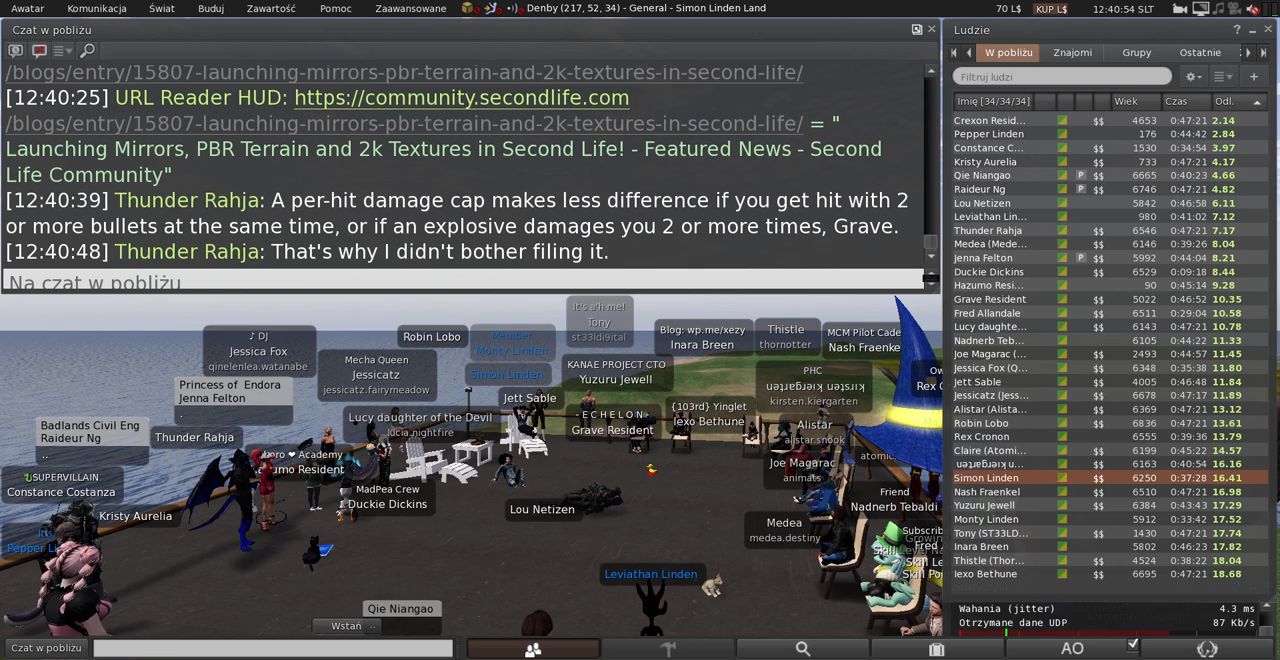 Awatar Komunikacja Świat Buduj Zawartość Pomoc Zaawansowane Denby (217, 52, 34) - General - Simon Linden Land 70 L$ KUP L$ 12:40:54 SLT
Czat w pobliżu
/blogs/entry/15807-launching-mirrors-pbr-terrain-and-2k-textures-in-second-life/
[12:40:25] URL Reader HUD: https://community.secondlife.com
/blogs/entry/15807-launching-mirrors-pbr-terrain-and-2k-textures-in-second-life/ = "
Launching Mirrors, PBR Terrain and 2k Textures in Second Life! - Featured News - Second
Life Community"
[12:40:39] Thunder Rahja: A per-hit damage cap makes less difference if you get hit with 2
or more bullets at the same time, or if an explosive damages you 2 or more times, Grave.
[12:40:48] Thunder Rahja: That's why I didn't bother filing it.
Na czat w pobliżu
It's a'h me!
Tony
st33ldi9ital
♪ DJ
Jessica Fox
qinelenlea.watanabe
Robin Lobo
Member
Monty Linden
Blog: wp.me/xezy
Inara Breen
Thistle
thornotter
MCM Pilot Cade
Nash Fraenke
Mecha Queen
Jessicatz
jessicatz.fairymeadow
Simon Linden
KANAE PROJECT CTO
Yuzuru Jewell
PHC
kirsten.kiergarten
Ow
Rex C
Princess of Endora
Jenna Felton
.
Jett Sable
Lucy daughter of the Devil
lucia.nightfire
- E C H E L O N -
Grave Resident
{103rd} Yinglet
Iexo Bethune
Alistar
alistar.snook
Badlands Civil Eng
Raideur Ng
..
Thunder Rahja
ero ❤ Academy
umo Resident
Joe Magarac
animats
atomic.
SUPERVILLAIN
Constance Costanza
MadPea Crew
Duckie Dickins
Lou Netizen
Friend
Nadnerb Tebaldi
Kristy Aurelia
Medea
medea.destiny
Its
Pepper Li
Subscrib
Fred
Skill Le
Skill Poi
Leviathan Linden
Qie Niangao
Wstań ..
Czat w pobliżu
AO
Ludzie
W pobliżu Znajomi Grupy Ostatnie
Filtruj ludzi
Imię [34/34/34] Wiek Czas Odl.
Crexon Resid... $$ 4653 0:47:21 2.14
Pepper Linden 176 0:44:42 2.84
Constance C... $$ 1530 0:34:54 3.97
Kristy Aurelia $$ 733 0:47:21 4.17
Qie Niangao P $$ 6665 0:40:23 4.66
Raideur Ng P $$ 6746 0:47:21 4.82
Lou Netizen 5842 0:46:58 6.11
Leviathan Lin... 980 0:41:02 7.12
Thunder Rahja $$ 6546 0:47:21 7.17
Medea (Mede... $$ 6146 0:39:26 8.04
Jenna Felton P $$ 5992 0:44:04 8.21
Duckie Dickins $$ 6529 0:09:18 8.44
Hazumo Resi... 90 0:45:14 9.28
Grave Resident $$ 5022 0:46:52 10.35
Fred Allandale $$ 6511 0:29:04 10.58
Lucy daughte... $$ 6143 0:47:21 10.78
Nadnerb Teb... $$ 6105 0:44:22 11.33
Joe Magarac (... $$ 2493 0:44:57 11.45
Jessica Fox (Q... $$ 6348 0:35:38 11.80
Jett Sable $$ 4005 0:46:48 11.84
Jessicatz (Jess... $$ 6678 0:47:17 11.89
Alistar (Alista... $$ 6369 0:47:21 13.12
Robin Lobo $$ 6836 0:47:21 13.61
Rex Cronon 6555 0:39:36 13.79
Claire (Atomi... $$ 6199 0:45:22 14.57
$$ 6163 0:40:54 16.16
Simon Linden $$ 6250 0:37:28 16.41
Nash Fraenkel $$ 6510 0:47:21 16.98
Yuzuru Jewell $$ 6384 0:43:43 17.29
Monty Linden 5912 0:33:42 17.52
Tony (ST33LD... $$ 1430 0:47:21 17.74
Inara Breen 5802 0:46:23 17.82
Thistle (Thor... $$ 4524 0:38:22 18.04
Iexo Bethune $$ 6695 0:47:21 18.68
Wahania (jitter) 4.3 ms
Otrzymane dane UDP 87 Kb/s